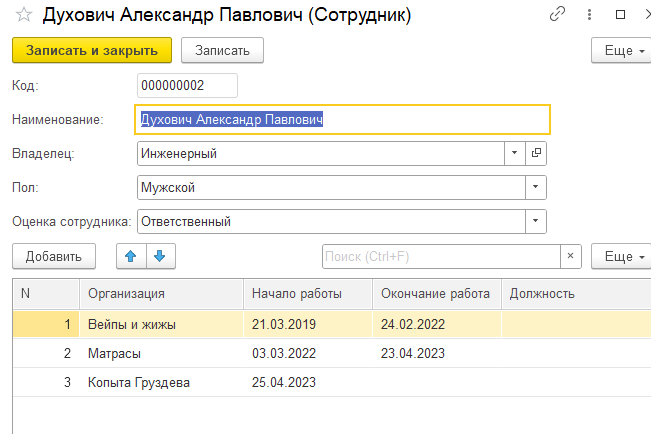 Духович Александр Павлович (Сотрудник)
Записать и закрыть Записать Еще
Код: 000000002
Наименование: Духович Александр Павлович
Владелец: Инженерный
Пол: Мужской
Оценка сотрудника: Ответственный
Добавить Поиск (Ctrl+F) × Еще
N Организация Начало работы Окончание работа Должность
1 Вейпы и жижы 21.03.2019 24.02.2022
2 Матрасы 03.03.2022 23.04.2023
3 Копыта Груздева 25.04.2023